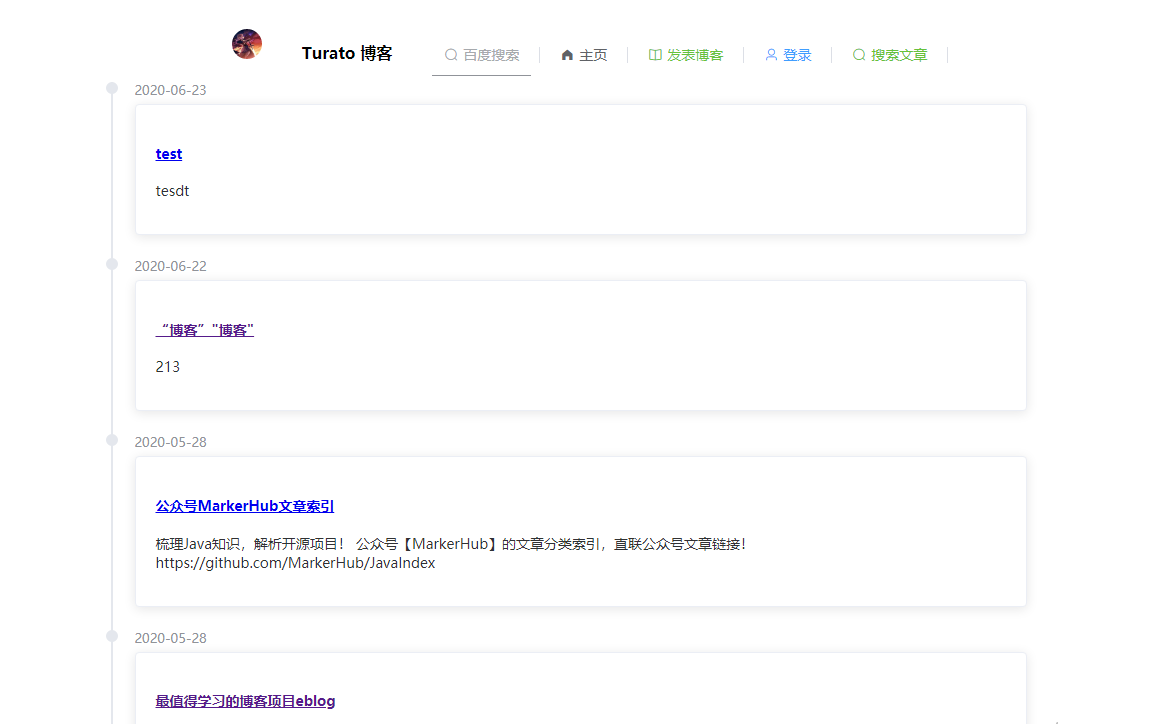 Turato 博客 百度搜索 主页 发表博客 登录 搜索文章
2020-06-23
test
tesdt
2020-06-22
“博客”"博客"
213
2020-05-28
公众号MarkerHub文章索引
梳理Java知识，解析开源项目！ 公众号【MarkerHub】的文章分类索引，直联公众号文章链接！
https://github.com/MarkerHub/JavaIndex
2020-05-28
最值得学习的博客项目eblog